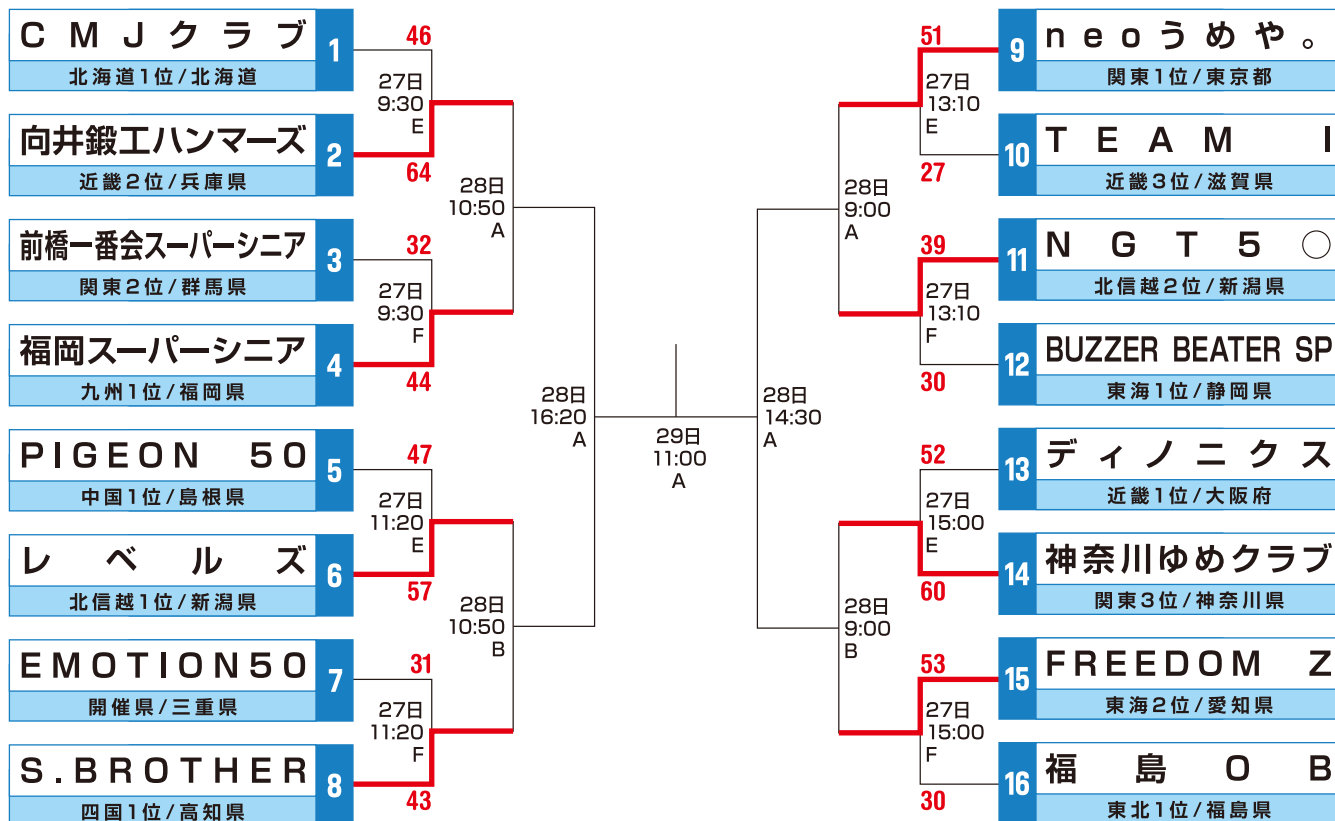 CMJクラブ
1
北海道1位/北海道
46
27日
9:30
E
向井鍛工ハンマーズ
2
近畿2位/兵庫県
64
28日
10:50
A
前橋一番会スーパーシニア
3
関東2位/群馬県
32
27日
9:30
F
福岡スーパーシニア
4
九州1位/福岡県
44
28日
16:20
A
PIGEON 50
5
中国1位/島根県
47
27日
11:20
E
レベルズ
6
北信越1位/新潟県
57
28日
10:50
B
EMOTION50
7
開催県/三重県
31
27日
11:20
F
S.BROTHER
8
四国1位/高知県
43
29日
11:00
A
51
9
neoうめや。
関東1位/東京都
27日
13:10
E
10
TEAM I
近畿3位/滋賀県
27
28日
9:00
A
39
11
NGT5○
北信越2位/新潟県
27日
13:10
F
12
BUZZER BEATER SP
東海1位/静岡県
30
28日
14:30
A
52
13
ディノニクス
近畿1位/大阪府
27日
15:00
E
14
神奈川ゆめクラブ
関東3位/神奈川県
60
28日
9:00
B
53
15
FREEDOM Z
東海2位/愛知県
27日
15:00
F
16
福島OB
東北1位/福島県
30